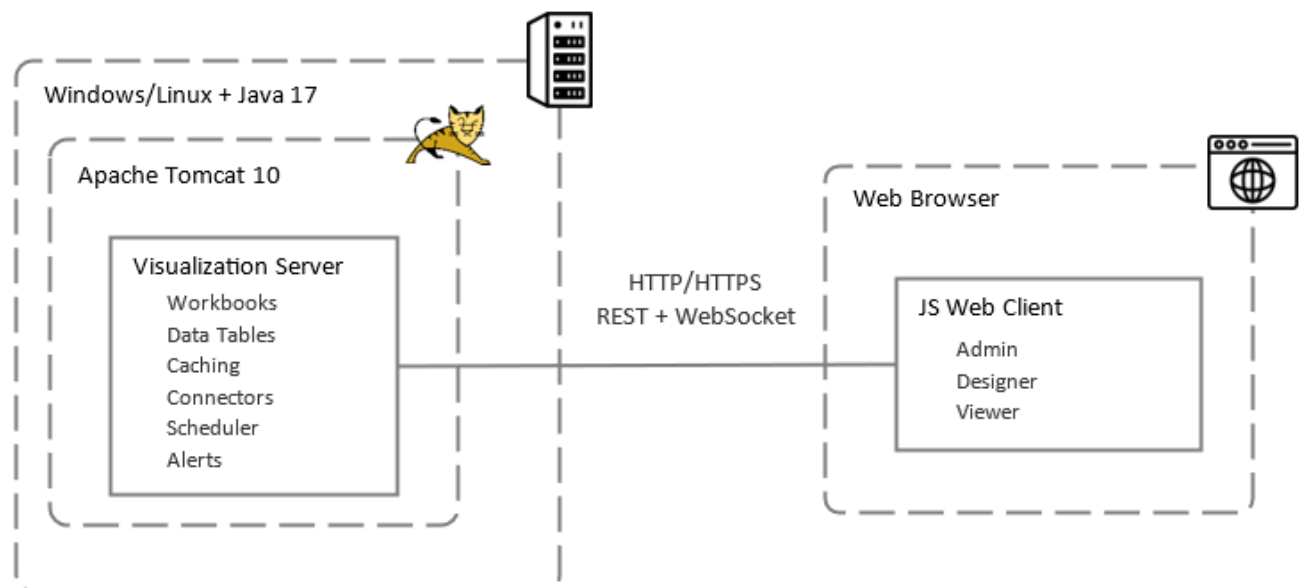 Windows/Linux + Java 17
Apache Tomcat 10
Visualization Server
Workbooks
Data Tables
Caching
Connectors
Scheduler
Alerts
HTTP/HTTPS
REST + WebSocket
Web Browser
JS Web Client
Admin
Designer
Viewer